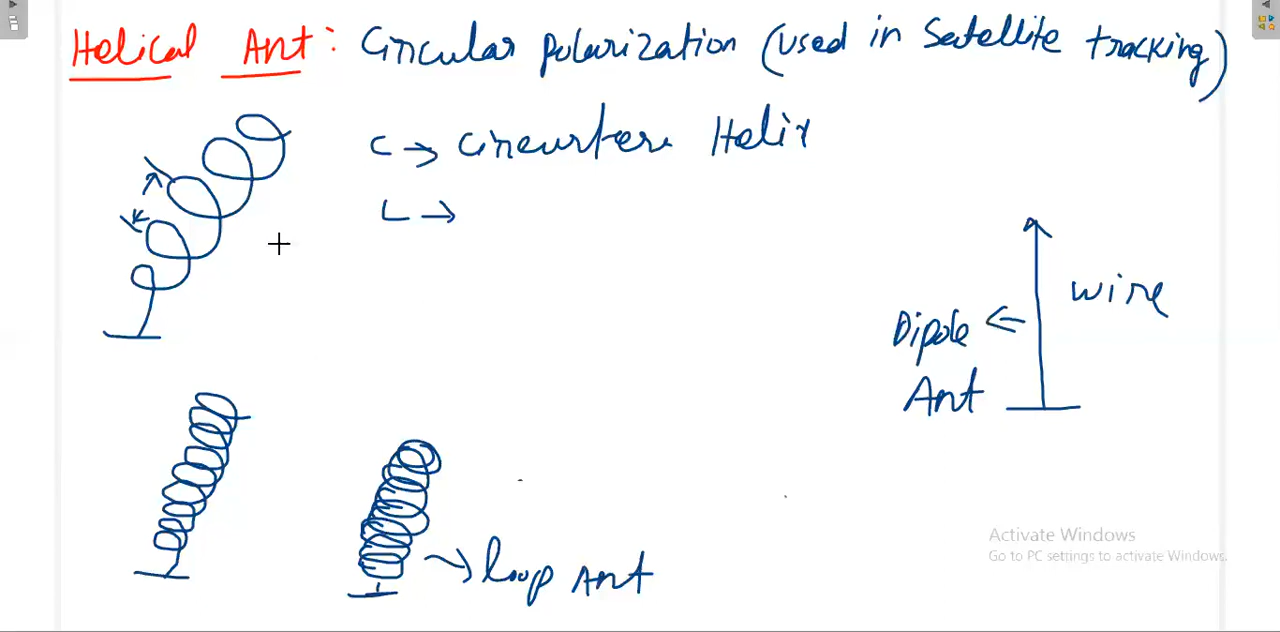 Helical Ant: Circular polarization (used in Satellite tracking)
C → Circumfere Helix
L →
wire
Dipole
Ant
loop Ant
Activate Windows
Go to PC settings to activate Windows.